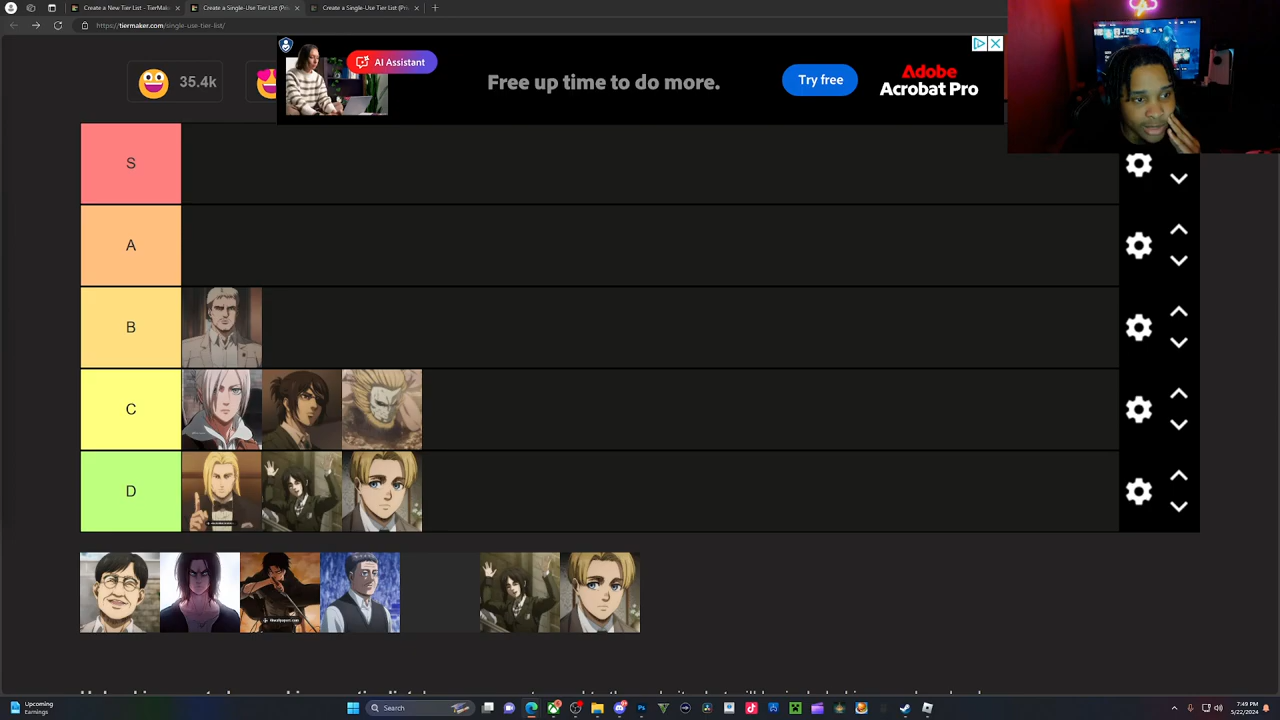 Create a New Tier List - TierMak
Create a Single-Use Tier List (Pri
Create a Single-Use Tier List (Pri
https://tiermaker.com/single-use-tier-list/
35.4k
AI Assistant
Free up time to do more.
Try free
Adobe
Acrobat Pro
S
A
B
C
D
Upcoming
Earnings
Search
7:49 PM
5/22/2024